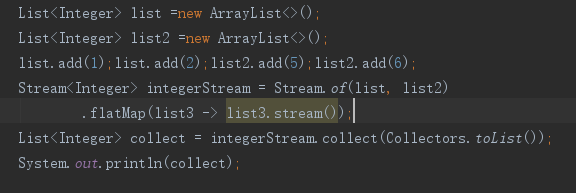 List<Integer> list =new ArrayList<>();
List<Integer> list2 =new ArrayList<>();
list.add(1);list.add(2);list2.add(5);list2.add(6);
Stream<Integer> integerStream = Stream.of(list, list2)
.flatMap(list3 -> list3.stream());
List<Integer> collect = integerStream.collect(Collectors.toList());
System.out.println(collect);